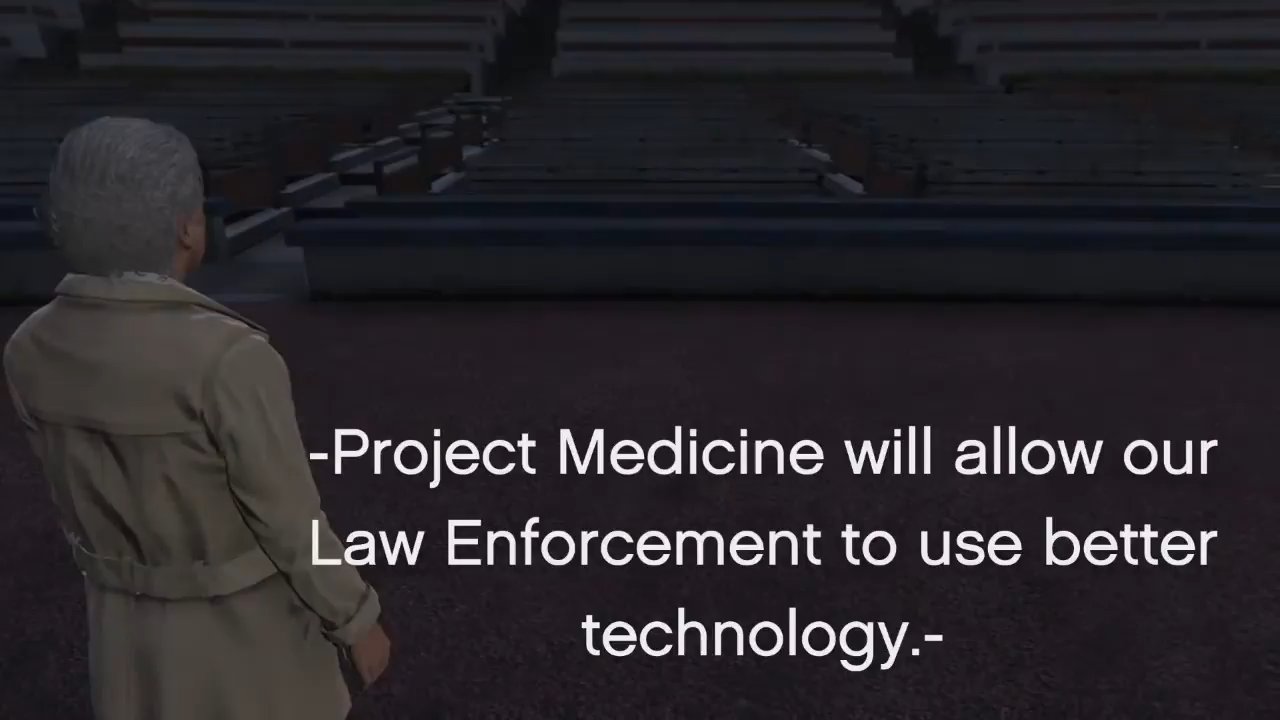 -Project Medicine will allow our
Law Enforcement to use better
technology.-